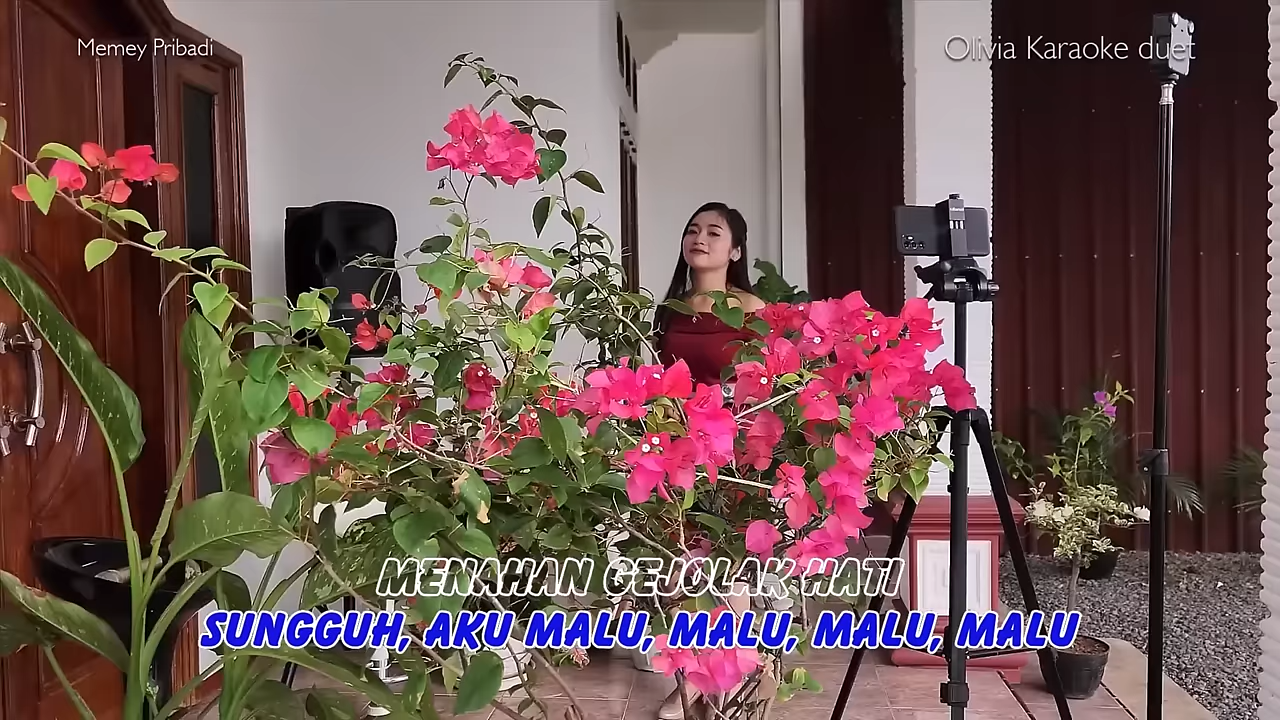 Memey Pribadi
Olivia Karaoke duet
MENAHAN GEJOLAK HATI
SUNGGUH, AKU MALU, MALU, MALU, MALU